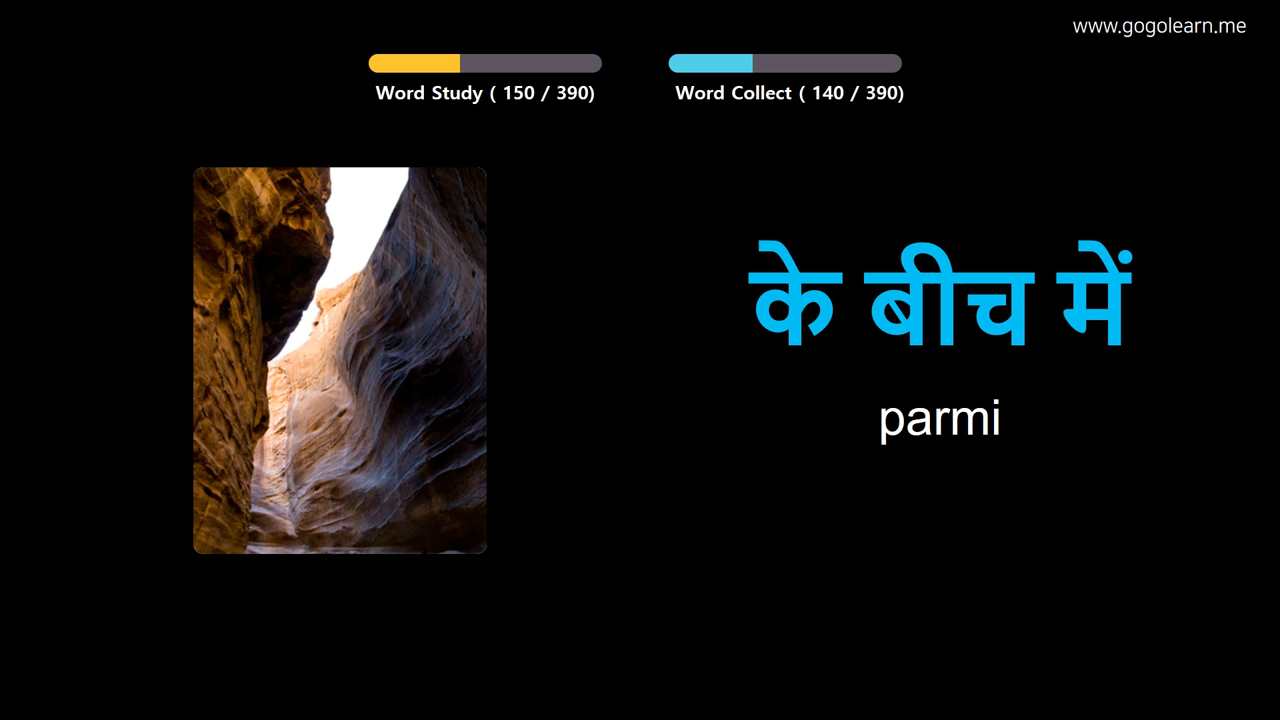 www.gogolearn.me
Word Study ( 150 / 390)
Word Collect ( 140 / 390)
के बीच में
parmi